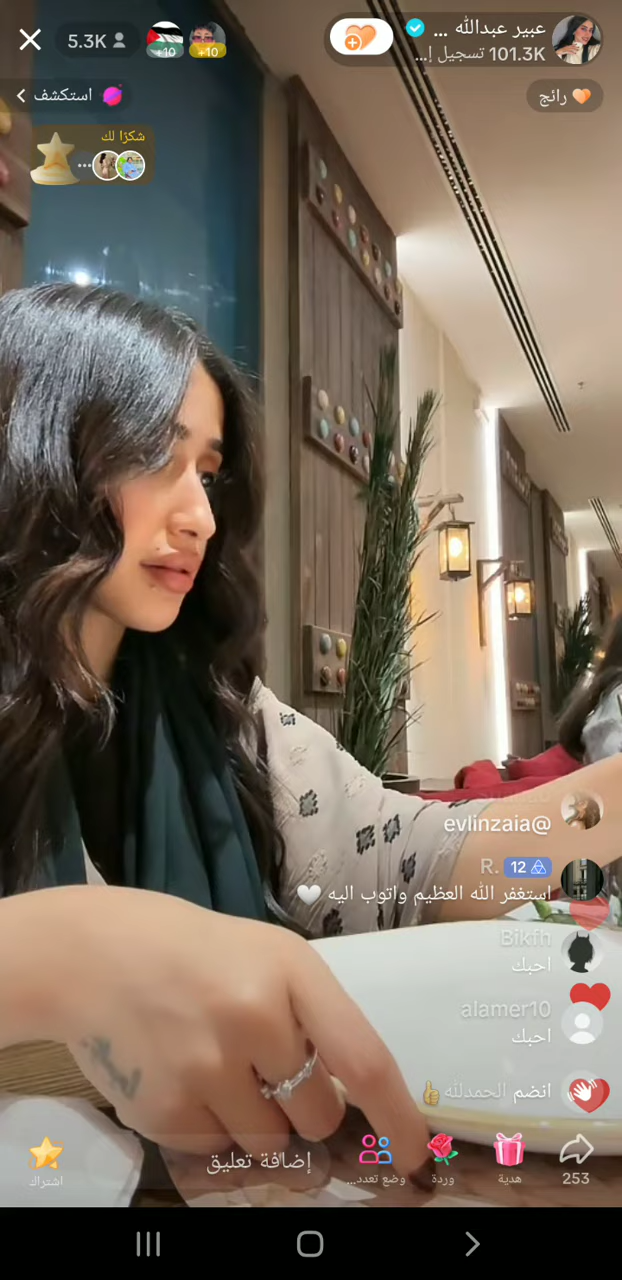 عبير عبدالله ...
101.3K تسجيل إ...
+10
+10
5.3K
رائج
استكشف
شكرًا لك
evlinzaia@
R.
12
استغفر الله العظيم واتوب اليه 🤍
Bikfh
احبك
alamer10
احبك
انضم الحمدلله 👍
253
هدية
وردة
وضع تعدد...
إضافة تعليق
اشتراك